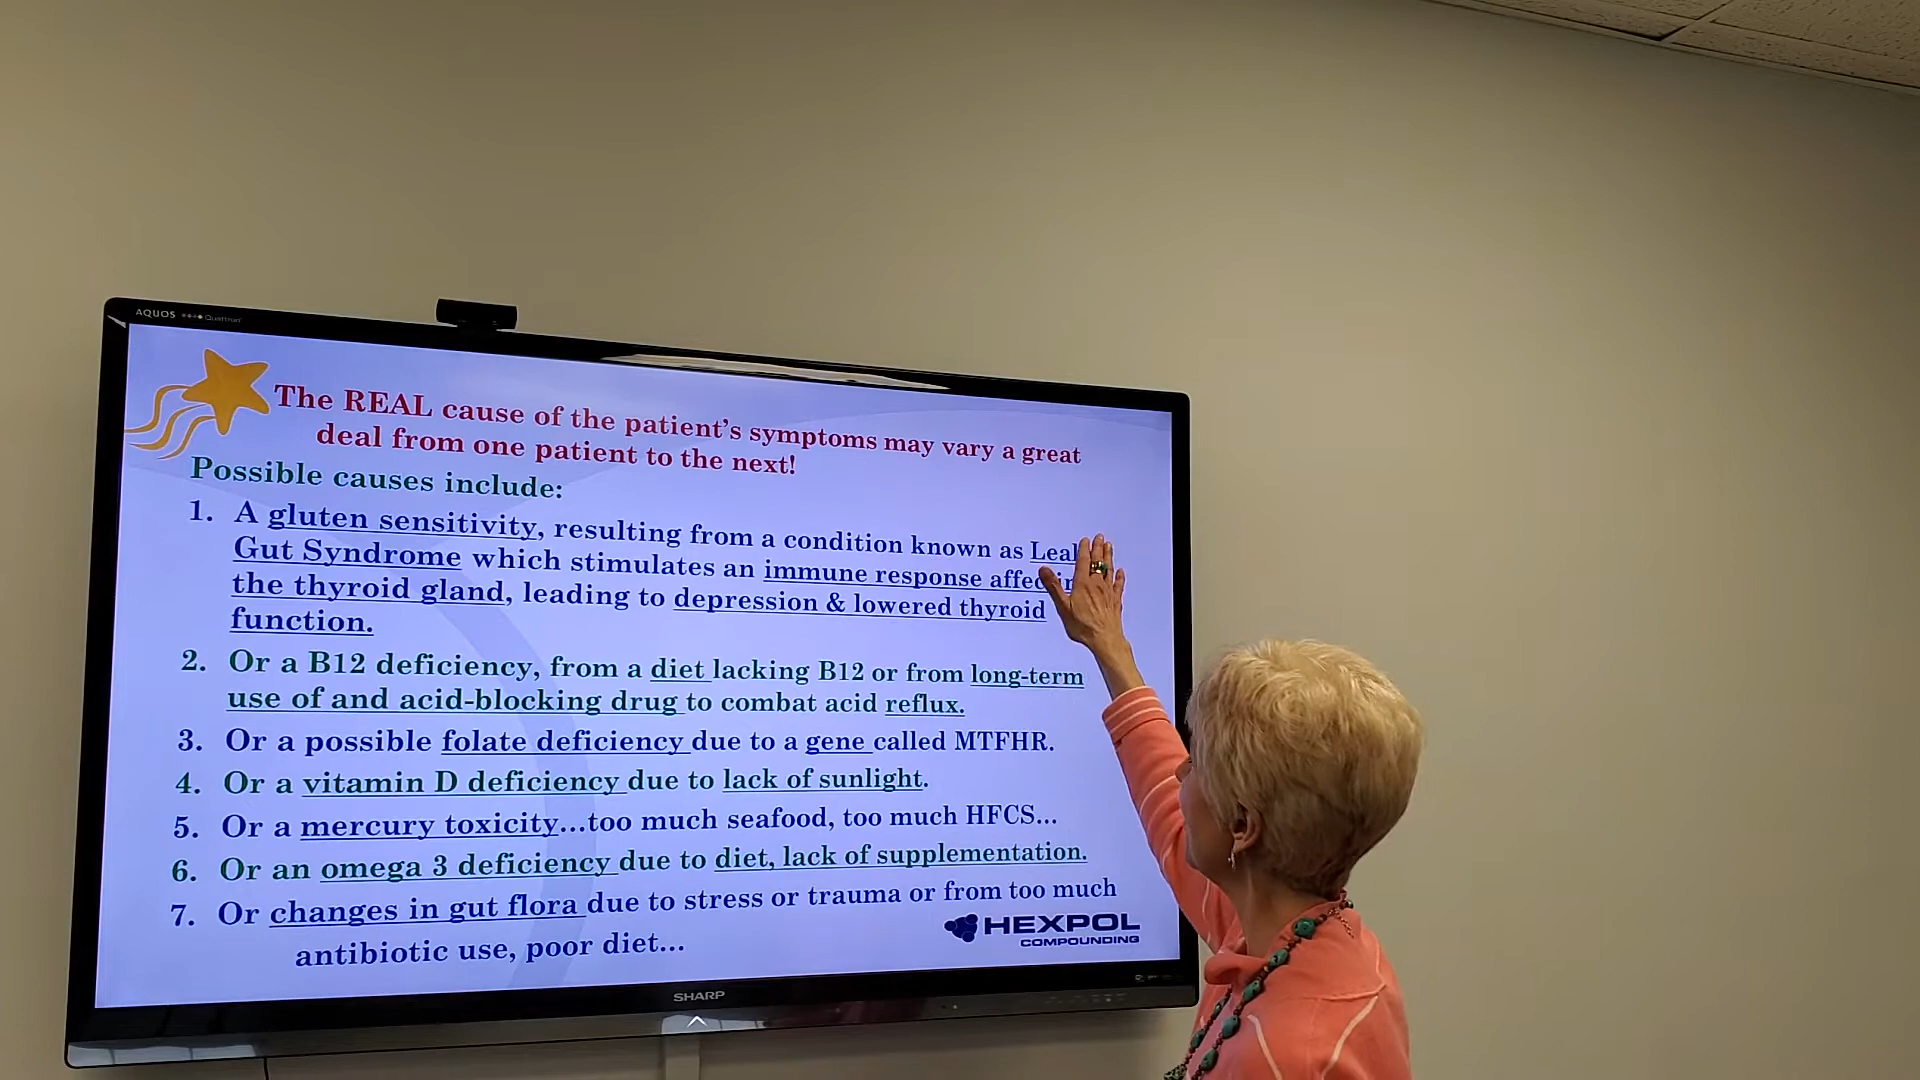 AQUOS Quattron
The REAL cause of the patient's symptoms may vary a great
deal from one patient to the next!
Possible causes include:
1. A gluten sensitivity, resulting from a condition known as
Gut Syndrome which stimulates an immune response
the thyroid gland, leading to depression & lowered thyroid
function.
2. Or a B12 deficiency, from a diet lacking B12 or from long-term
use of and acid-blocking drug to combat acid reflux.
3. Or a possible folate deficiency due to a gene called MTFHR.
4. Or a vitamin D deficiency due to lack of sunlight.
5. Or a mercury toxicity...too much seafood, too much HFCS...
6. Or an omega 3 deficiency due to diet, lack of supplementation.
7. Or changes in gut flora due to stress or trauma or from too much
antibiotic use, poor diet...
HEXPOL
COMPOUNDING
SHARP